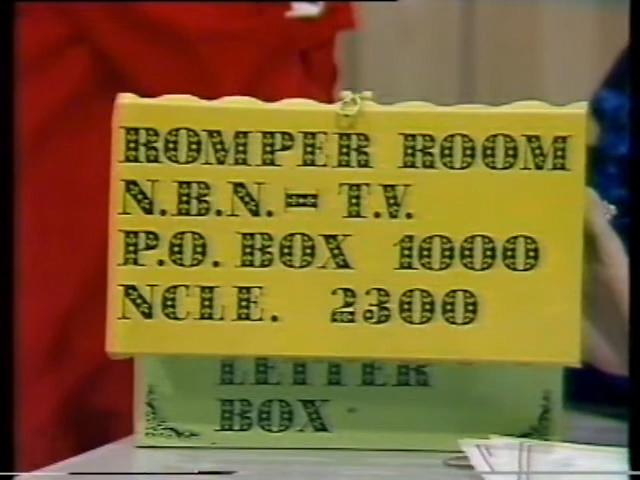 ROMPER ROOM
N.B.N. = T.V.
P.O. BOX 1000
NCLE. 2300
LETTER
BOX